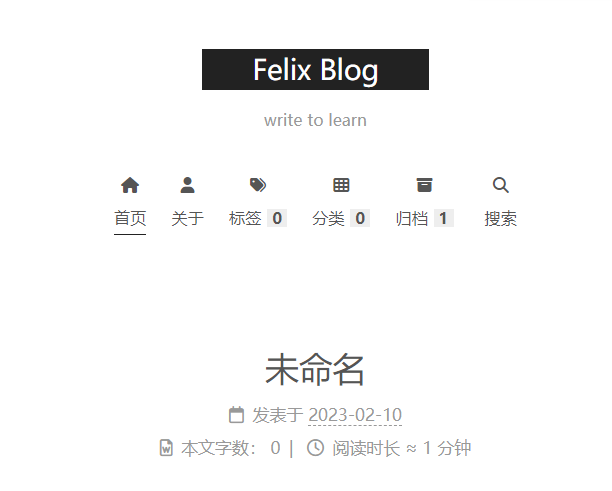 Felix Blog
write to learn
首页 关于 标签 0 分类 0 归档 1 搜索
未命名
发表于 2023-02-10
本文字数： 0 | 阅读时长 ≈ 1 分钟